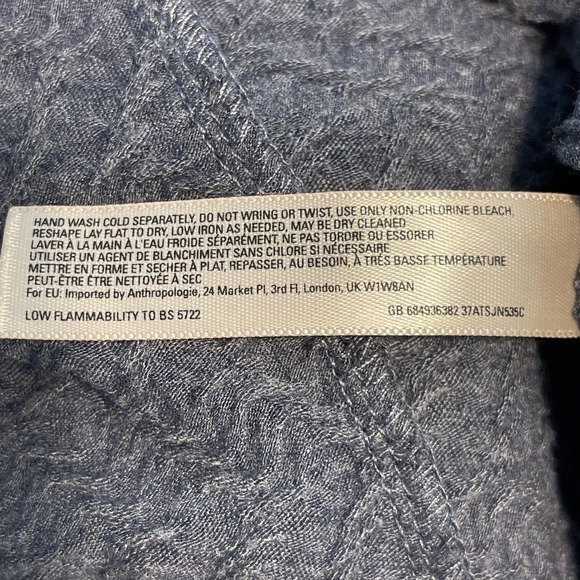 HAND WASH COLD SEPARATELY, DO NOT WRING OR TWIST, USE ONLY NON-CHLORINE BLEACH,
RESHAPE LAY FLAT TO DRY, LOW IRON AS NEEDED, MAY BE DRY CLEANED
LAVER À LA MAIN À L'EAU FROIDE SÉPARÉMENT, NE PAS TORDRE OU ESSORER
UTILISER UN AGENT DE BLANCHIMENT SANS CHLORE SI NÉCESSAIRE
METTRE EN FORME ET SECHER À PLAT, REPASSER, AU BESOIN, À TRÈS BASSE TEMPÉRATURE
PEUT-ÊTRE ÊTRE NETTOYÉE À SEC
For EU: Imported by Anthropologie, 24 Market Pl, 3rd Fl, London, UK W1W8AN
LOW FLAMMABILITY TO BS 5722 GB 684936382 37ATSJN535C